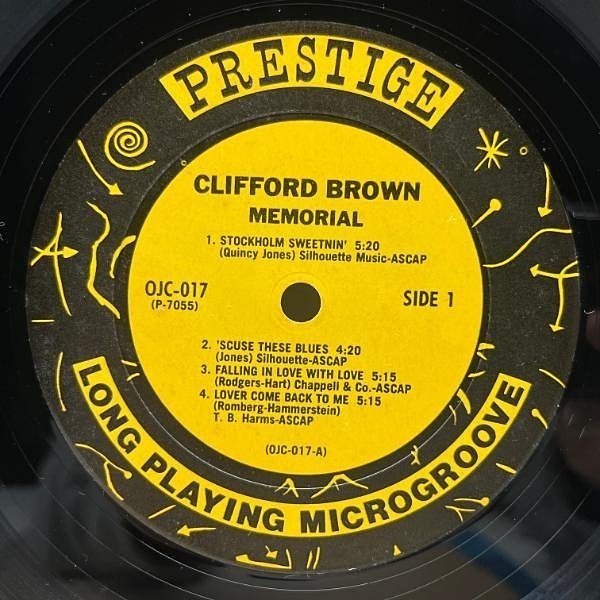 PRESTIGE
CLIFFORD BROWN
MEMORIAL
1. STOCKHOLM SWEETNIN' 5:20
(Quincy Jones) Silhouette Music-ASCAP
OJC-017
(P-7055)
SIDE 1
2. 'SCUSE THESE BLUES 4:20
(Jones) Silhouette-ASCAP
3. FALLING IN LOVE WITH LOVE 5:15
(Rodgers-Hart) Chappell & Co.-ASCAP
4. LOVER COME BACK TO ME 5:15
(Romberg-Hammerstein)
T. B. Harms-ASCAP
(OJC-017-A)
LONG PLAYING MICROGROOVE